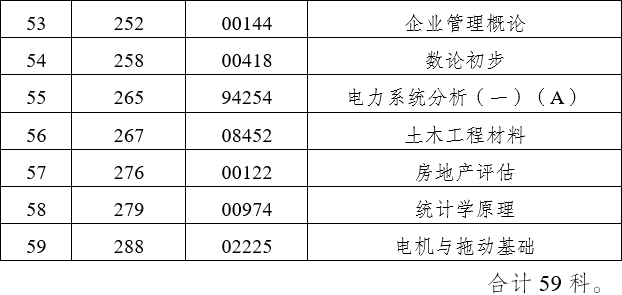 53 252 00144 企业管理概论
54 258 00418 数论初步
55 265 94254 电力系统分析（一）（A）
56 267 08452 土木工程材料
57 276 00122 房地产评估
58 279 00974 统计学原理
59 288 02225 电机与拖动基础
合计 59 科。